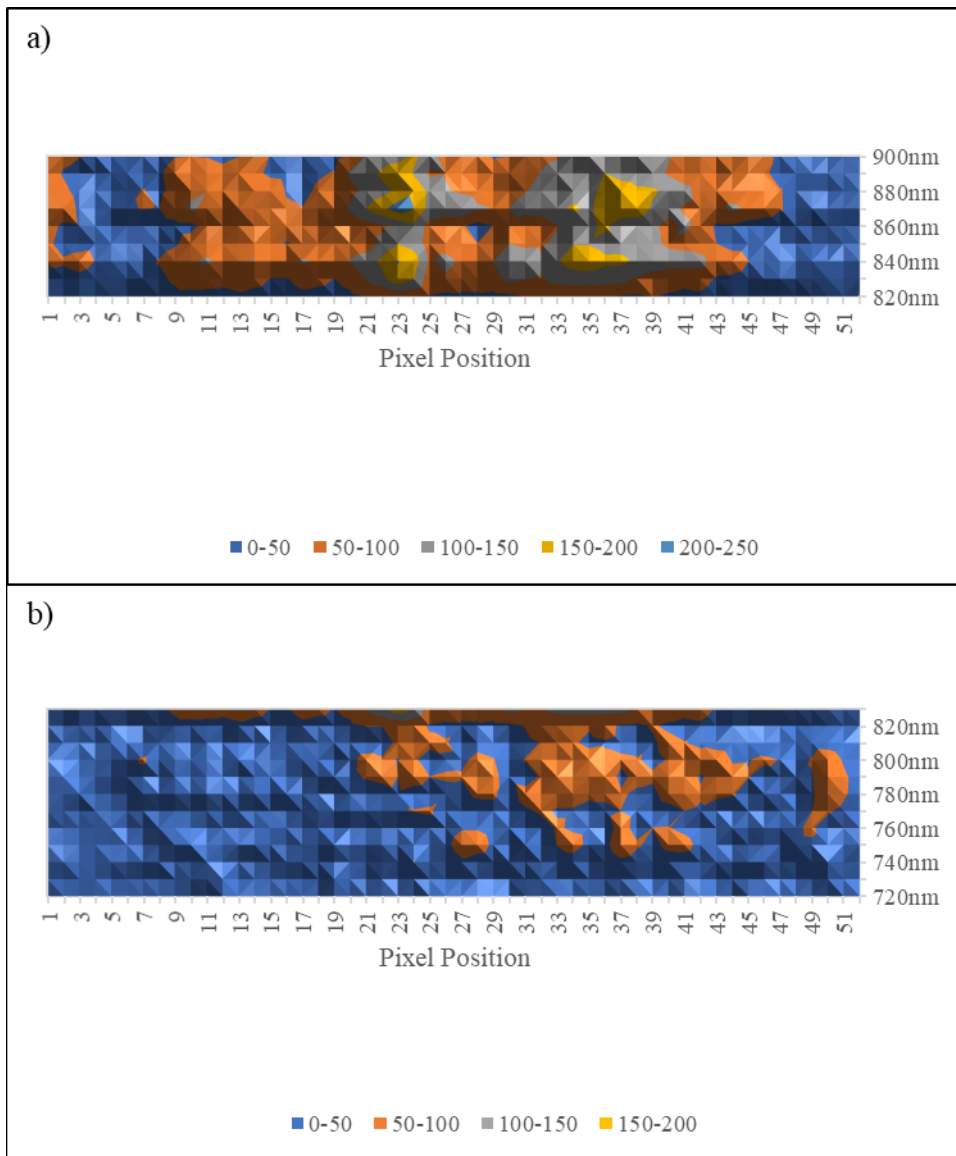 a)
900nm
880nm
860nm
840nm
820nm
1 3 5 7 9 11 13 15 17 19 21 23 25 27 29 31 33 35 37 39 41 43 45 47 49 51
Pixel Position
0-50 50-100 100-150 150-200 200-250
b)
820nm
800nm
780nm
760nm
740nm
720nm
1 3 5 7 9 11 13 15 17 19 21 23 25 27 29 31 33 35 37 39 41 43 45 47 49 51
Pixel Position
0-50 50-100 100-150 150-200